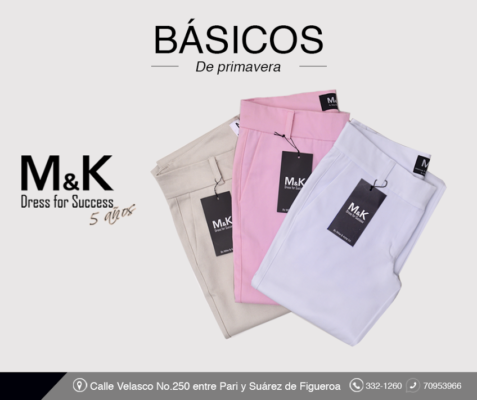 BÁSICOS
De primavera
M&K
Dress for Success
5 años
M&K
M&K
M&K
M&K
M&K
Calle Velasco No.250 entre Pari y Suárez de Figueroa 332-1260 70953966